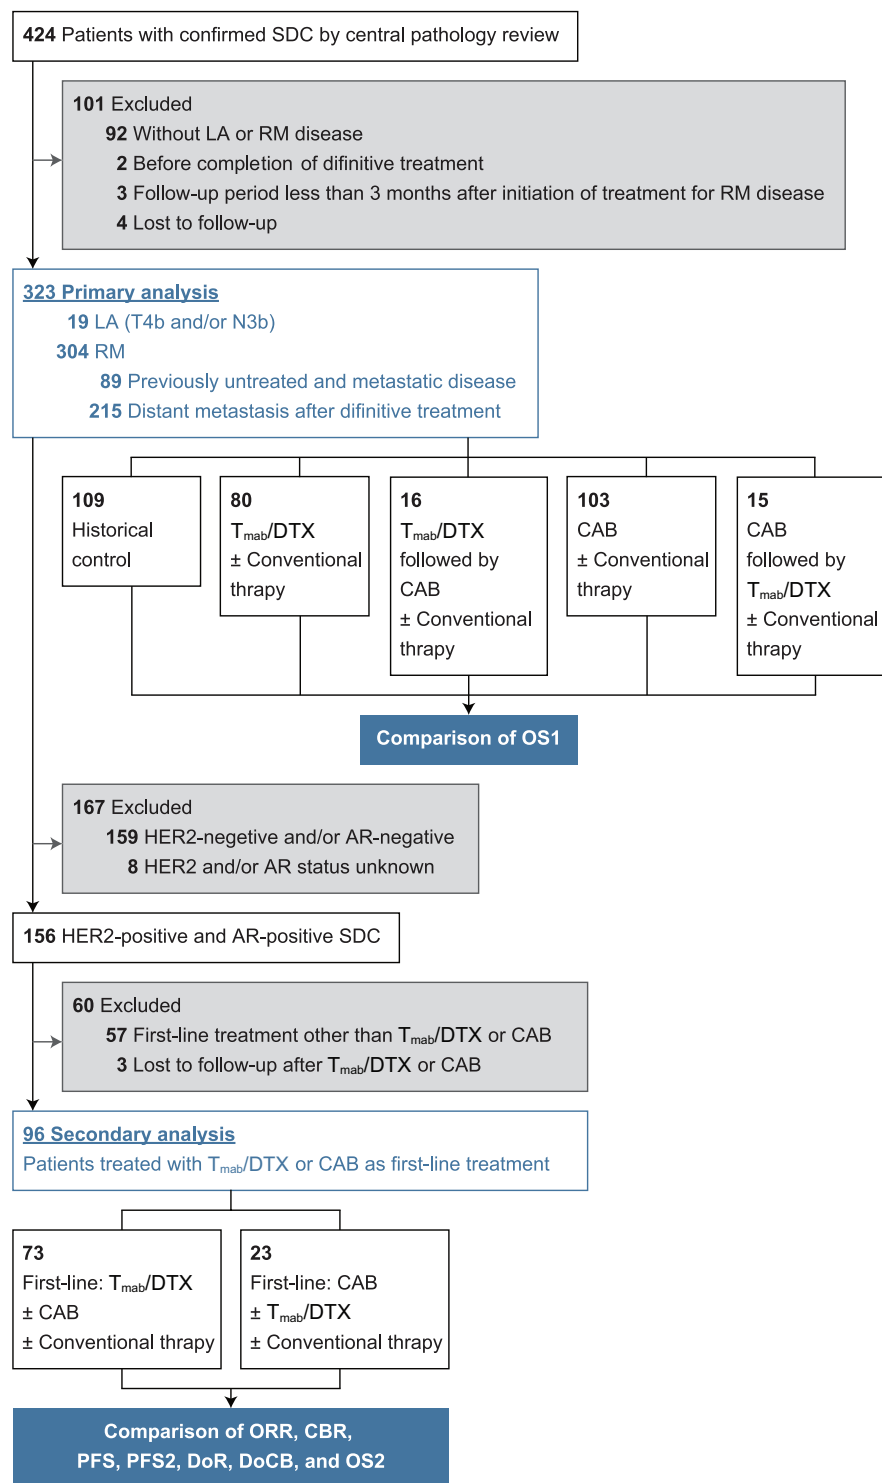 424 Patients with confirmed SDC by central pathology review
101 Excluded
92 Without LA or RM disease
2 Before completion of difinitive treatment
3 Follow-up period less than 3 months after initiation of treatment for RM disease
4 Lost to follow-up
323 Primary analysis
19 LA (T4b and/or N3b)
304 RM
89 Previously untreated and metastatic disease
215 Distant metastasis after difinitive treatment
109
Historical
control
80
Tmab/DTX
± Conventional
thrapy
16
Tmab/DTX
followed by
CAB
± Conventional
thrapy
103
CAB
± Conventional
thrapy
15
CAB
followed by
Tmab/DTX
± Conventional
thrapy
Comparison of OS1
167 Excluded
159 HER2-negetive and/or AR-negative
8 HER2 and/or AR status unknown
156 HER2-positive and AR-positive SDC
60 Excluded
57 First-line treatment other than Tmab/DTX or CAB
3 Lost to follow-up after Tmab/DTX or CAB
96 Secondary analysis
Patients treated with Tmab/DTX or CAB as first-line treatment
73
First-line: Tmab/DTX
± CAB
± Conventional thrapy
23
First-line: CAB
± Tmab/DTX
± Conventional thrapy
Comparison of ORR, CBR,
PFS, PFS2, DoR, DoCB, and OS2